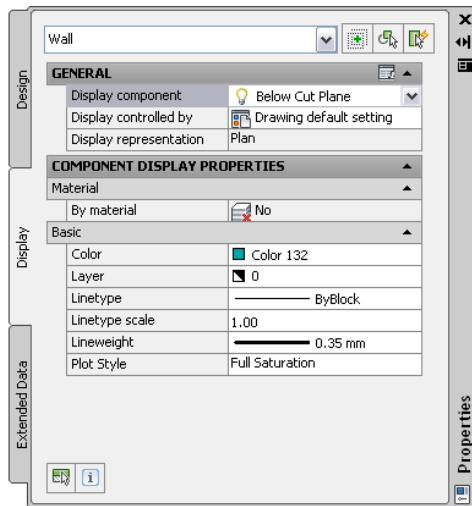 Wall
GENERAL
Display component Below Cut Plane
Display controlled by Drawing default setting
Display representation Plan
COMPONENT DISPLAY PROPERTIES
Material
By material No
Basic
Color Color 132
Layer 0
Linetype ByBlock
Linetype scale 1.00
Lineweight 0.35 mm
Plot Style Full Saturation
Design
Display
Extended Data
Properties